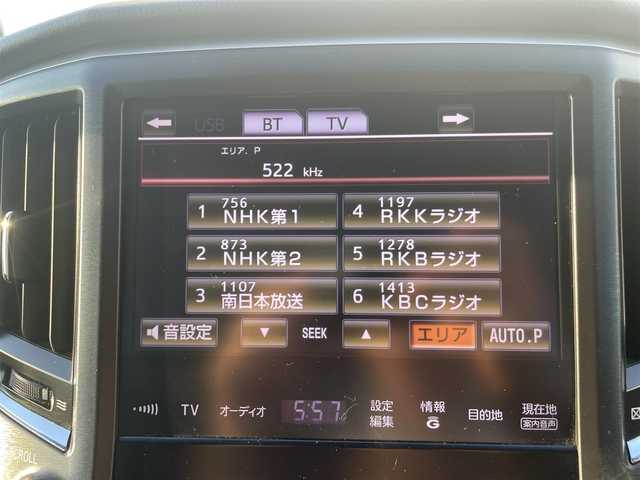 USB BT TV
エリア. P
522 kHz
1 756 NHK第1
4 1197 RKKラジオ
2 873 NHK第2
5 1278 RKBラジオ
3 1107 南日本放送
6 1413 KBCラジオ
音設定 ▼ SEEK ▲ エリア AUTO.P
TV オーディオ 5:57 設定編集 情報G 目的地 現在地 案内音声
SCROLL